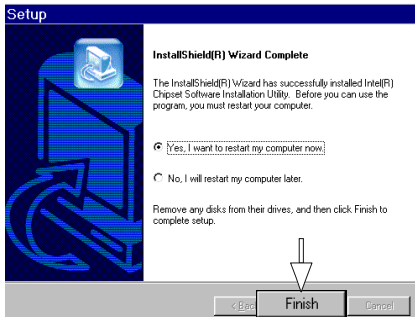 Setup
InstallShield(R) Wizard Complete
The InstallShield(R) Wizard has successfully installed Intel(R)
Chipset Software Installation Utility. Before you can use the
program, you must restart your computer.
Yes, I want to restart my computer now.
No, I will restart my computer later.
Remove any disks from their drives, and then click Finish to
complete setup.
< Bac Finish Cancel